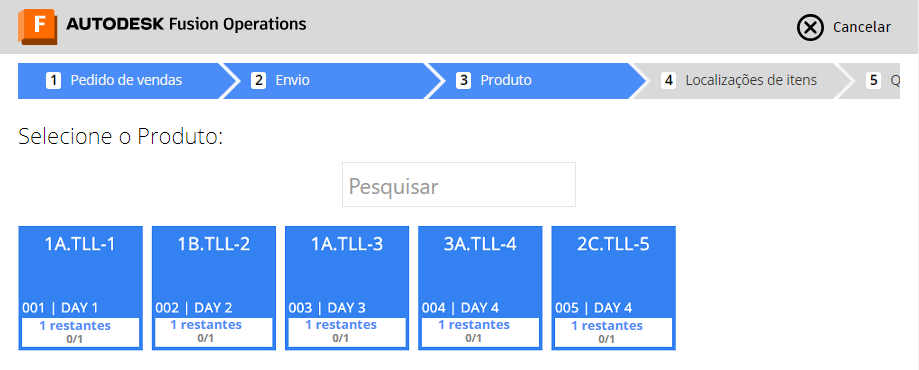 F AUTODESK Fusion Operations
Cancelar
1 Pedido de vendas 2 Envio 3 Produto 4 Localizações de itens 5 Q
Selecione o Produto:
Pesquisar
1A.TLL-1
001 | DAY 1
1 restantes
0/1
1B.TLL-2
002 | DAY 2
1 restantes
0/1
1A.TLL-3
003 | DAY 3
1 restantes
0/1
3A.TLL-4
004 | DAY 4
1 restantes
0/1
2C.TLL-5
005 | DAY 4
1 restantes
0/1